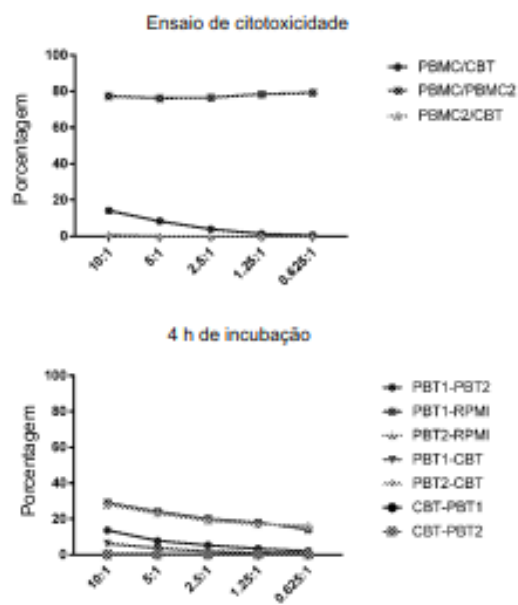 Ensaio de citotoxicidade
Porcentagem
100
80
60
40
20
0
10:1
5:1
2.5:1
1.25:1
0.625:1
PBMC/CBT
PBMC/PBMC2
PBMC2/CBT
4 h de incubação
Porcentagem
100
80
60
40
20
0
10:1
5:1
2.5:1
1.25:1
0.625:1
PBT1-PBT2
PBT1-RPMI
PBT2-RPMI
PBT1-CBT
PBT2-CBT
CBT-PBT1
CBT-PBT2